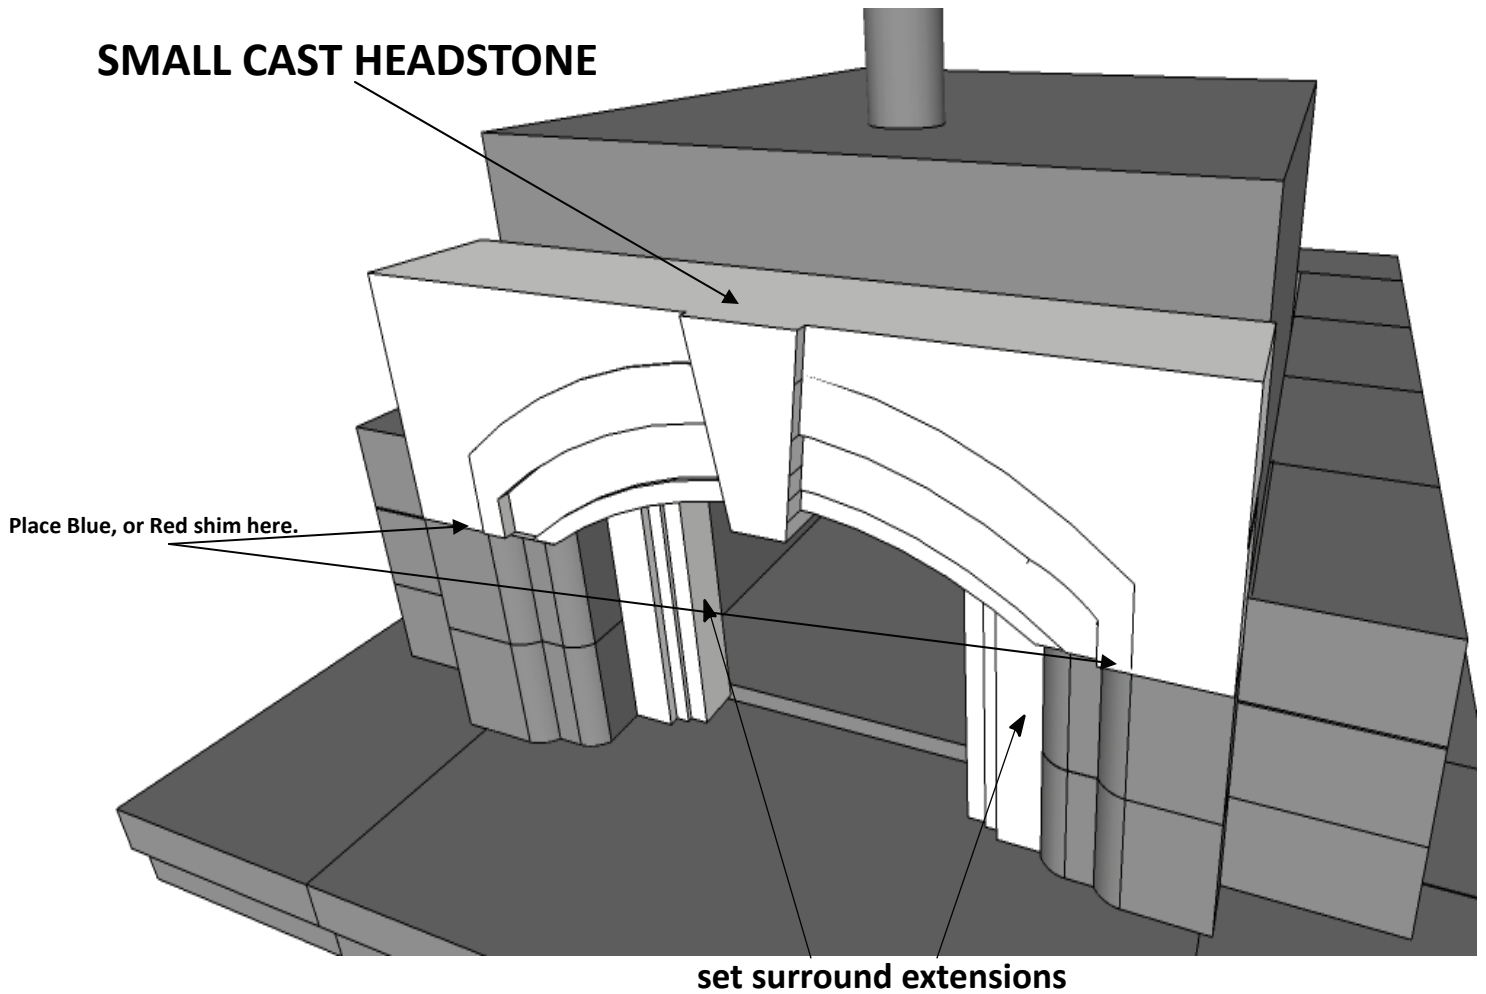 SMALL CAST HEADSTONE
Place Blue, or Red shim here.
set surround extensions